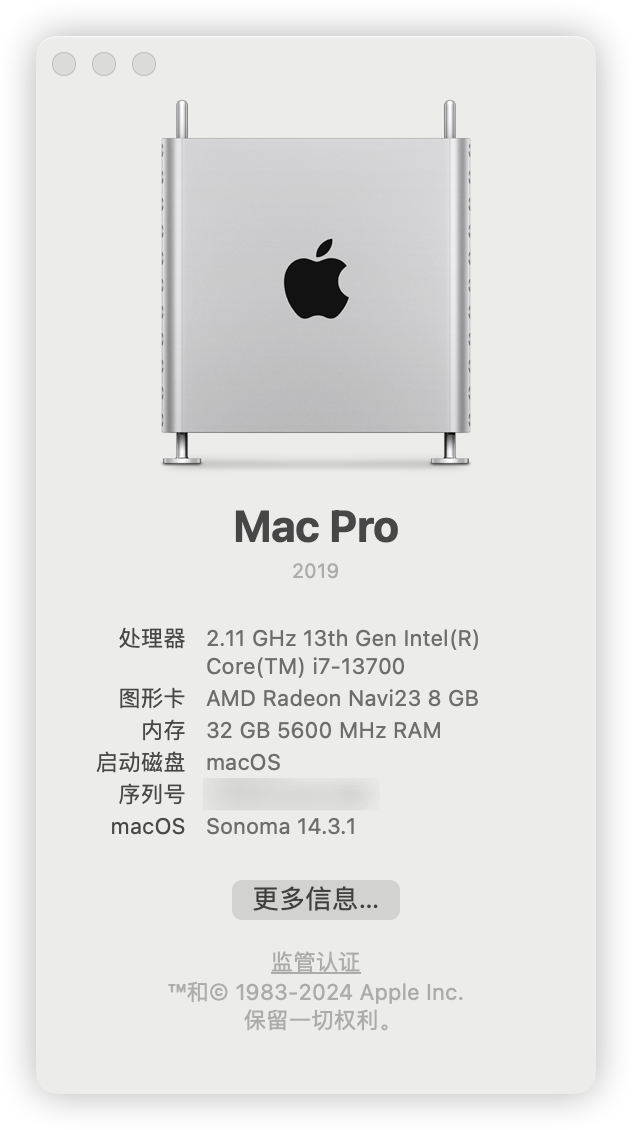 Mac Pro
2019
处理器 2.11 GHz 13th Gen Intel(R)
Core(TM) i7-13700
图形卡 AMD Radeon Navi23 8 GB
内存 32 GB 5600 MHz RAM
启动磁盘 macOS
序列号
macOS Sonoma 14.3.1
更多信息...
监管认证
™和© 1983-2024 Apple Inc.
保留一切权利。